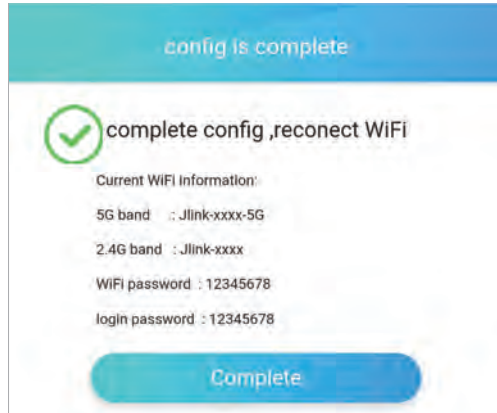 config is complete
complete config ,reconect WiFi
Current WiFi information:
5G band : Jlink-xxxx-5G
2.4G band : Jlink-xxxx
WiFi password : 12345678
login password : 12345678
Complete